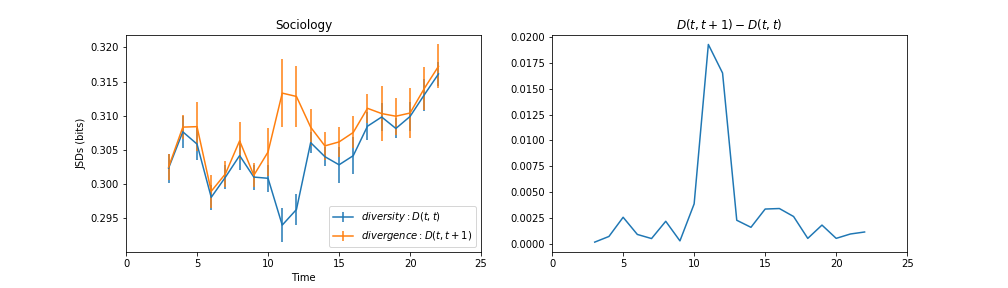 Sociology
0.320
0.315
0.310
0.305
0.300
0.295
JSDs (bits)
0 5 10 15 20 25
Time
diversity: D(t, t)
divergence: D(t, t + 1)
D(t, t + 1) − D(t, t)
0.0200
0.0175
0.0150
0.0125
0.0100
0.0075
0.0050
0.0025
0.0000
0 5 10 15 20 25